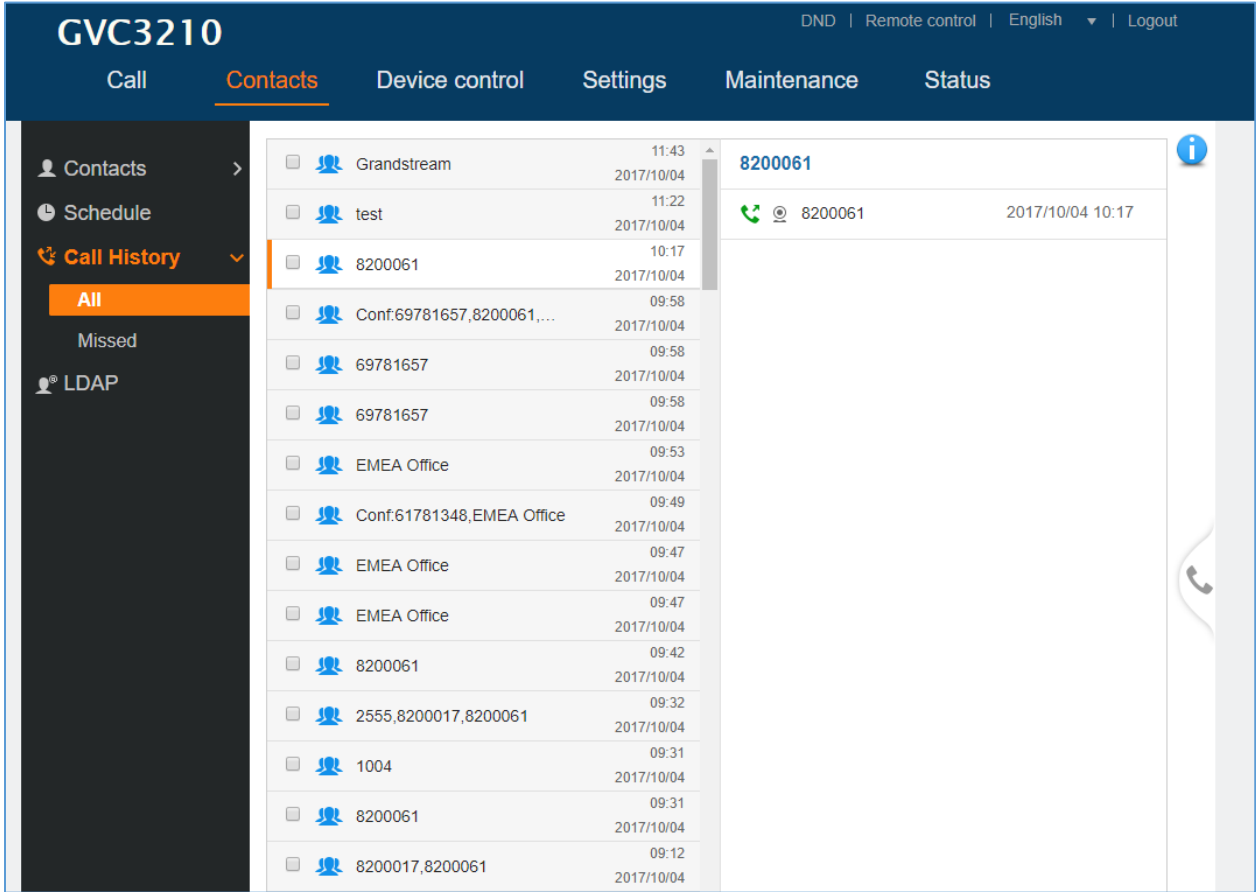 GVC3210
DND | Remote control | English ▾ | Logout
Call Contacts Device control Settings Maintenance Status
Contacts
Schedule
Call History
All
Missed
LDAP
Grandstream 11:43
2017/10/04
test 11:22
2017/10/04
8200061 10:17
2017/10/04
Conf:69781657,8200061,... 09:58
2017/10/04
69781657 09:58
2017/10/04
69781657 09:58
2017/10/04
EMEA Office 09:53
2017/10/04
Conf:61781348,EMEA Office 09:49
2017/10/04
EMEA Office 09:47
2017/10/04
EMEA Office 09:47
2017/10/04
8200061 09:42
2017/10/04
2555,8200017,8200061 09:32
2017/10/04
1004 09:31
2017/10/04
8200061 09:31
2017/10/04
8200017,8200061 09:12
2017/10/04
8200061
8200061 2017/10/04 10:17